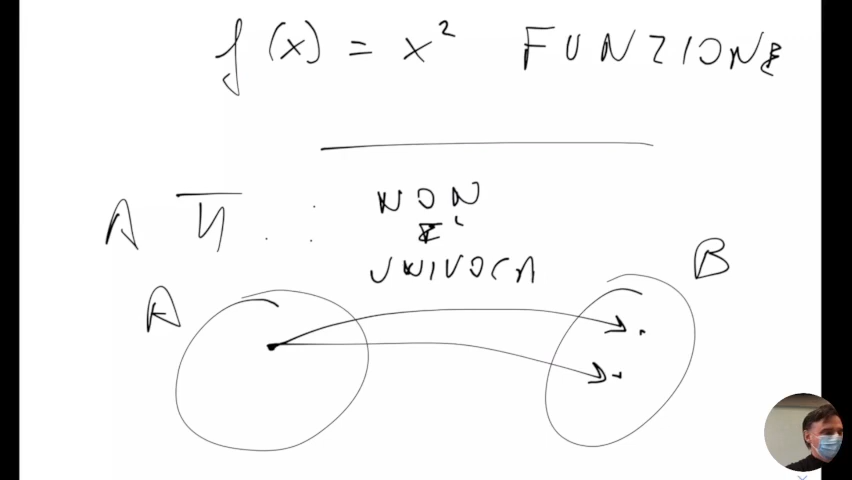 f(x) = x² FUNZIONE
NON
A
È
UNIVOCA
B
A